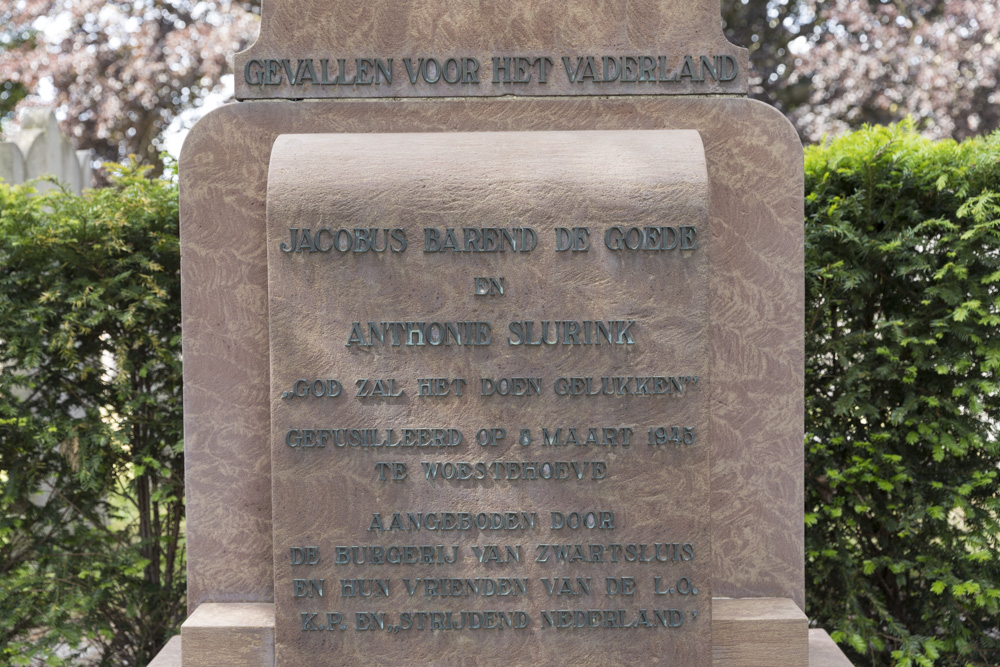 GEVALLEN VOOR HET VADERLAND
JACOBUS BAREND DE GOEDE
EN
ANTHONIE SLURINK
„GOD ZAL HET DOEN GELUKKEN”
GEFUSILLEERD OP 8 MAART 1945
TE WOESTEHOEVE
AANGEBODEN DOOR
DE BURGERIJ VAN ZWARTSLUIS
EN HUN VRIENDEN VAN DE L.O.
K.P. EN „STRIJDEND NEDERLAND”